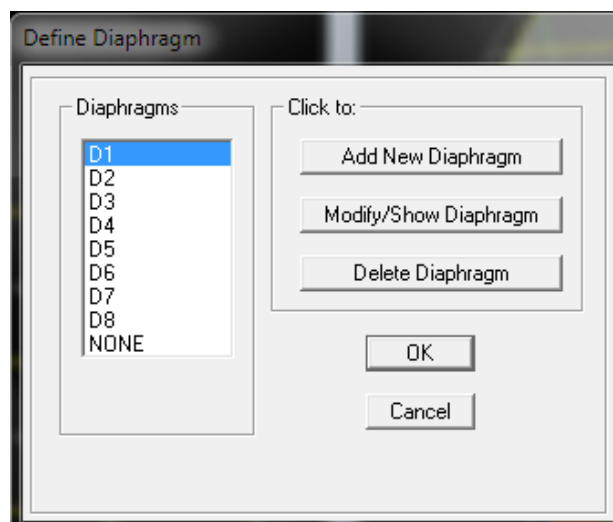 Define Diaphragm
Diaphragms
D1
D2
D3
D4
D5
D6
D7
D8
NONE
Click to:
Add New Diaphragm
Modify/Show Diaphragm
Delete Diaphragm
OK
Cancel